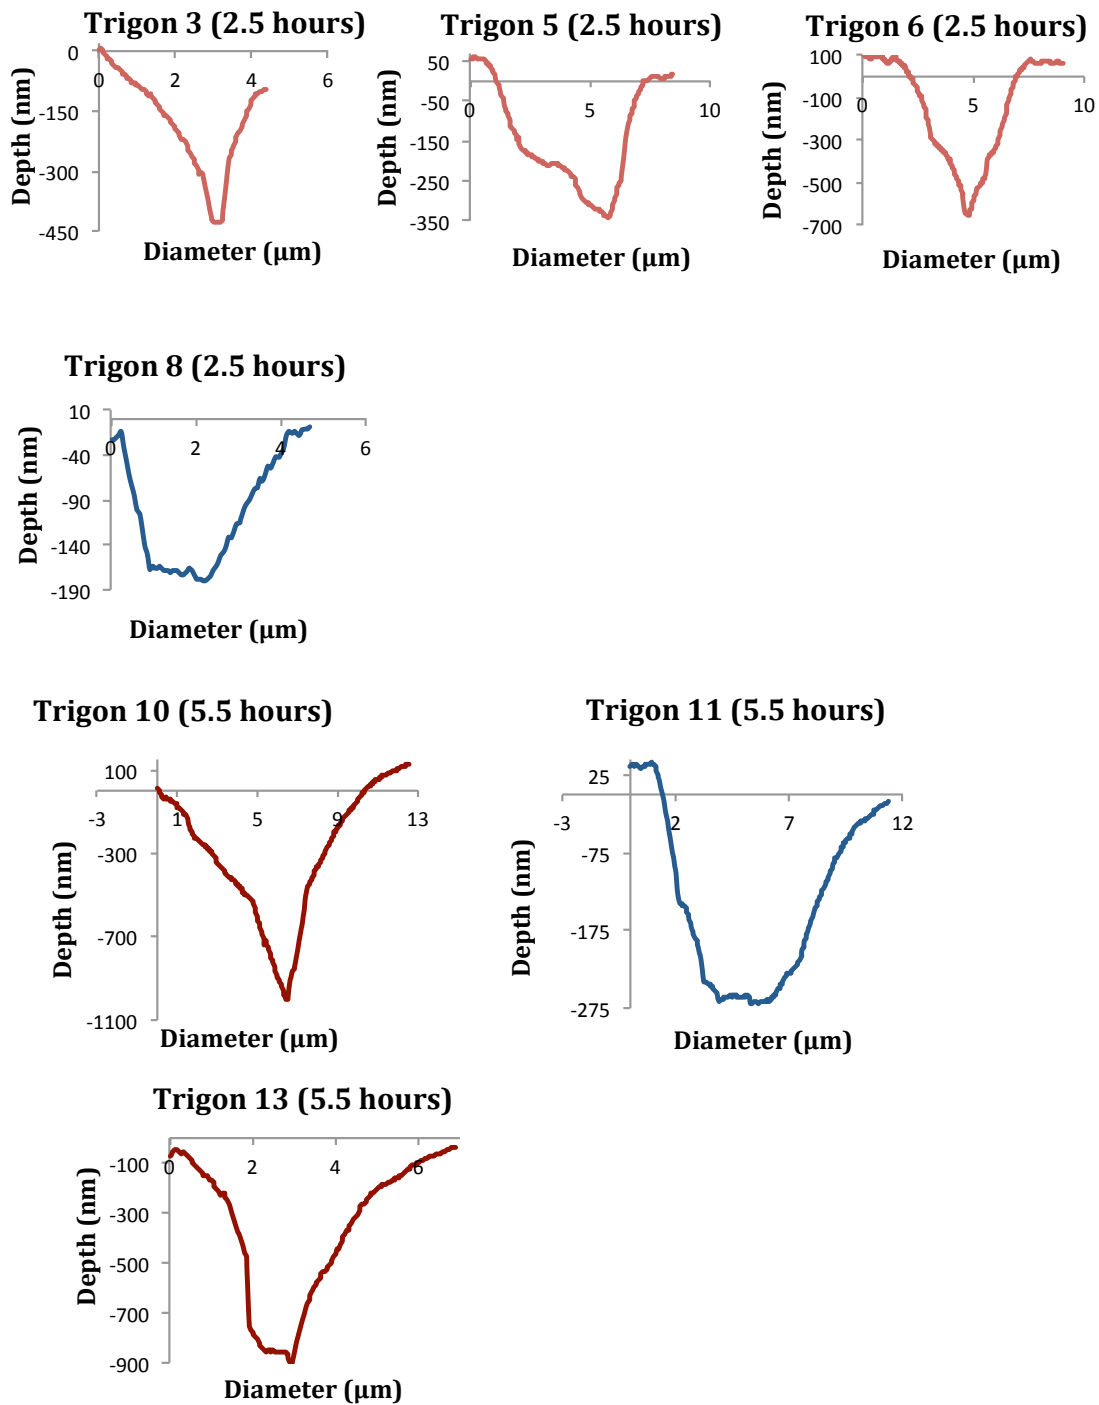 Trigon 3 (2.5 hours)
0
-150
-300
-450
0
2
4
6
Depth (nm)
Diameter (μm)
Trigon 5 (2.5 hours)
50
-50
-150
-250
-350
0
5
10
Depth (nm)
Diameter (μm)
Trigon 6 (2.5 hours)
100
-100
-300
-500
-700
0
5
10
Depth (nm)
Diameter (μm)
Trigon 8 (2.5 hours)
10
-40
-90
-140
-190
0
2
4
6
Depth (nm)
Diameter (μm)
Trigon 10 (5.5 hours)
100
-300
-700
-1100
-3
1
5
9
13
Depth (nm)
Diameter (μm)
Trigon 11 (5.5 hours)
25
-75
-175
-275
-3
2
7
12
Depth (nm)
Diameter (μm)
Trigon 13 (5.5 hours)
-100
-300
-500
-700
-900
0
2
4
6
Depth (nm)
Diameter (μm)